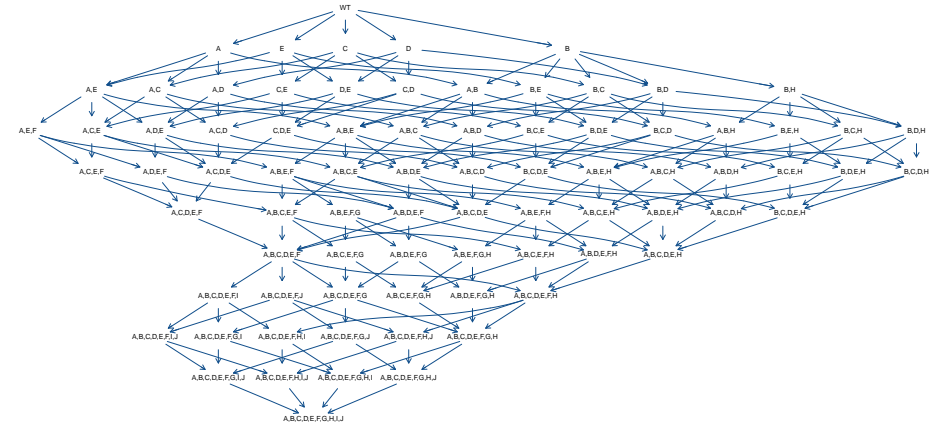 WT
A E C D B
A,E A,C A,D C,E D,E C,D A,B B,E B,C B,D B,H
A,E,F A,C,E A,D,E A,C,D C,D,E A,B,E A,B,C A,B,D B,C,E B,D,E B,C,D A,B,H B,E,H B,C,H B,D,H
A,C,E,F A,D,E,F A,C,D,E A,B,E,F A,B,C,E A,B,D,E A,B,C,D B,C,D,E A,B,E,H A,B,C,H A,B,D,H B,C,E,H B,D,E,H B,C,D,H
A,C,D,E,F A,B,C,E,F A,B,E,F,G A,B,D,E,F A,B,C,D,E A,B,E,F,H A,B,C,E,H A,B,D,E,H A,B,C,D,H B,C,D,E,H
A,B,C,D,E,F A,B,C,E,F,G A,B,D,E,F,G A,B,E,F,G,H A,B,C,E,F,H A,B,D,E,F,H A,B,C,D,E,H
A,B,C,D,E,F,I A,B,C,D,E,F,J A,B,C,D,E,F,G A,B,C,E,F,G,H A,B,D,E,F,G,H A,B,C,D,E,F,H
A,B,C,D,E,F,I,J A,B,C,D,E,F,G,I A,B,C,D,E,F,H,I A,B,C,D,E,F,G,J A,B,C,D,E,F,H,J A,B,C,D,E,F,G,H
A,B,C,D,E,F,G,I,J A,B,C,D,E,F,H,I,J A,B,C,D,E,F,G,H,I A,B,C,D,E,F,G,H,J
A,B,C,D,E,F,G,H,I,J